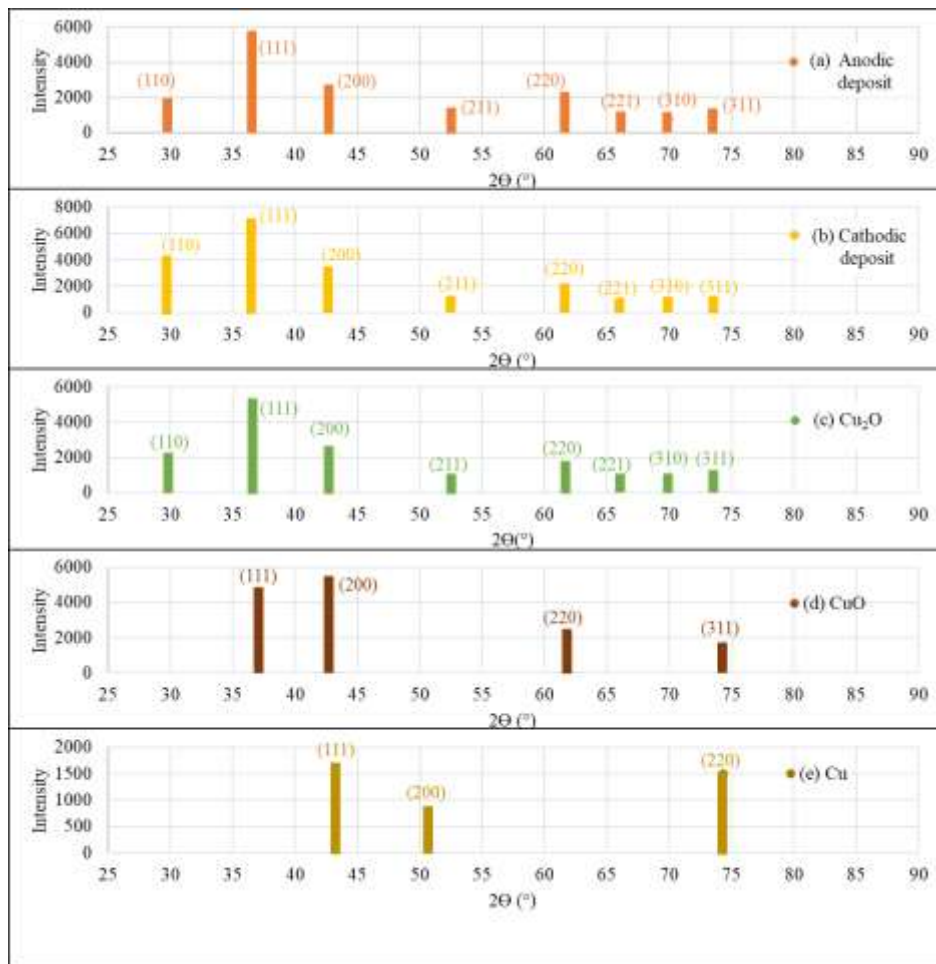 6000
4000
2000
0
Intensity
(110)
(111)
(200)
(211)
(220)
(221)
(310)
(311)
(a) Anodic
deposit
25 30 35 40 45 50 55 60 65 70 75 80 85 90
2Θ (°)
8000
6000
4000
2000
0
Intensity
(110)
(111)
(200)
(211)
(220)
(221)
(310)
(311)
(b) Cathodic
deposit
25 30 35 40 45 50 55 60 65 70 75 80 85 90
2Θ (°)
6000
4000
2000
0
Intensity
(110)
(111)
(200)
(211)
(220)
(221)
(310)
(311)
(c) Cu₂O
25 30 35 40 45 50 55 60 65 70 75 80 85 90
2Θ(°)
6000
4000
2000
0
Intensity
(111)
(200)
(220)
(311)
(d) CuO
25 30 35 40 45 50 55 60 65 70 75 80 85 90
2Θ (°)
2000
1500
1000
500
0
Intensity
(111)
(200)
(220)
(e) Cu
25 30 35 40 45 50 55 60 65 70 75 80 85 90
2Θ (°)